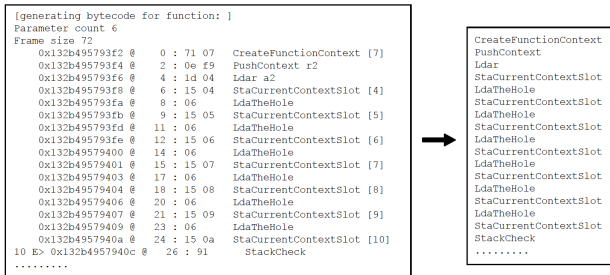 [generating bytecode for function: ]
Parameter count 6
Frame size 72
0x132b495793f2 @ 0 : 71 07 CreateFunctionContext [7]
0x132b495793f4 @ 2 : 0e f9 PushContext r2
0x132b495793f6 @ 4 : 1d 04 Ldar a2
0x132b495793f8 @ 6 : 15 04 StaCurrentContextSlot [4]
0x132b495793fa @ 8 : 06 LdaTheHole
0x132b495793fb @ 9 : 15 05 StaCurrentContextSlot [5]
0x132b495793fd @ 11 : 06 LdaTheHole
0x132b495793fe @ 12 : 15 06 StaCurrentContextSlot [6]
0x132b49579400 @ 14 : 06 LdaTheHole
0x132b49579401 @ 15 : 15 07 StaCurrentContextSlot [7]
0x132b49579403 @ 17 : 06 LdaTheHole
0x132b49579404 @ 18 : 15 08 StaCurrentContextSlot [8]
0x132b49579406 @ 20 : 06 LdaTheHole
0x132b49579407 @ 21 : 15 09 StaCurrentContextSlot [9]
0x132b49579409 @ 23 : 06 LdaTheHole
0x132b4957940a @ 24 : 15 0a StaCurrentContextSlot [10]
10 E> 0x132b4957940c @ 26 : 91 StackCheck
.........
CreateFunctionContext
PushContext
Ldar
StaCurrentContextSlot
LdaTheHole
StaCurrentContextSlot
LdaTheHole
StaCurrentContextSlot
LdaTheHole
StaCurrentContextSlot
LdaTheHole
StaCurrentContextSlot
LdaTheHole
StaCurrentContextSlot
LdaTheHole
StaCurrentContextSlot
StackCheck
.........